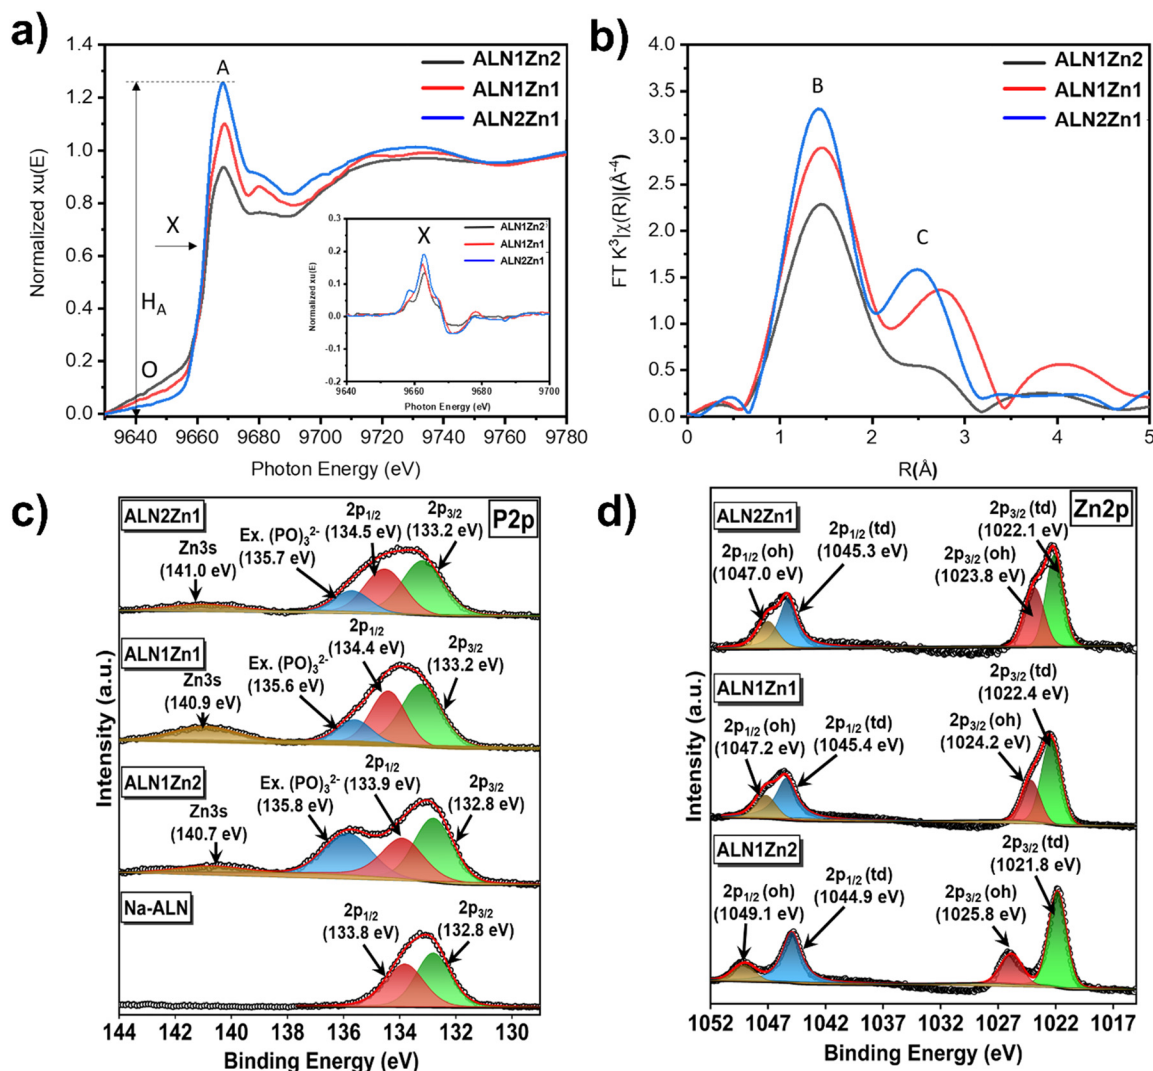 a)
1.4
1.2
1.0
0.8
0.6
0.4
0.2
0.0
Normalized xu(E)
A
X
H_A
O
ALN1Zn2
ALN1Zn1
ALN2Zn1
0.3
0.2
0.1
0.0
-0.1
-0.2
Normalized xu(E)
X
ALN1Zn2
ALN1Zn1
ALN2Zn1
9640 9660 9680 9700
Photon Energy (eV)
9640 9660 9680 9700 9720 9740 9760 9780
Photon Energy (eV)
b)
4.0
3.5
3.0
2.5
2.0
1.5
1.0
0.5
0.0
FT K³|χ(R)|(Å⁻⁴)
B
C
ALN1Zn2
ALN1Zn1
ALN2Zn1
0 1 2 3 4 5
R(Å)
c)
P2p
Intensity (a.u.)
ALN2Zn1
Zn3s
(141.0 eV)
Ex. (PO)₃²⁻
(135.7 eV)
2p₁/₂
(134.5 eV)
2p₃/₂
(133.2 eV)
ALN1Zn1
Zn3s
(140.9 eV)
Ex. (PO)₃²⁻
(135.6 eV)
2p₁/₂
(134.4 eV)
2p₃/₂
(133.2 eV)
ALN1Zn2
Zn3s
(140.7 eV)
Ex. (PO)₃²⁻
(135.8 eV)
2p₁/₂
(133.9 eV)
2p₃/₂
(132.8 eV)
Na-ALN
2p₁/₂
(133.8 eV)
2p₃/₂
(132.8 eV)
144 142 140 138 136 134 132 130
Binding Energy (eV)
d)
Zn2p
Intensity (a.u.)
ALN2Zn1
2p₁/₂ (oh)
(1047.0 eV)
2p₁/₂ (td)
(1045.3 eV)
2p₃/₂ (oh)
(1023.8 eV)
2p₃/₂ (td)
(1022.1 eV)
ALN1Zn1
2p₁/₂ (oh)
(1047.2 eV)
2p₁/₂ (td)
(1045.4 eV)
2p₃/₂ (oh)
(1024.2 eV)
2p₃/₂ (td)
(1022.4 eV)
ALN1Zn2
2p₁/₂ (oh)
(1049.1 eV)
2p₁/₂ (td)
(1044.9 eV)
2p₃/₂ (oh)
(1025.8 eV)
2p₃/₂ (td)
(1021.8 eV)
1052 1047 1042 1037 1032 1027 1022 1017
Binding Energy (eV)